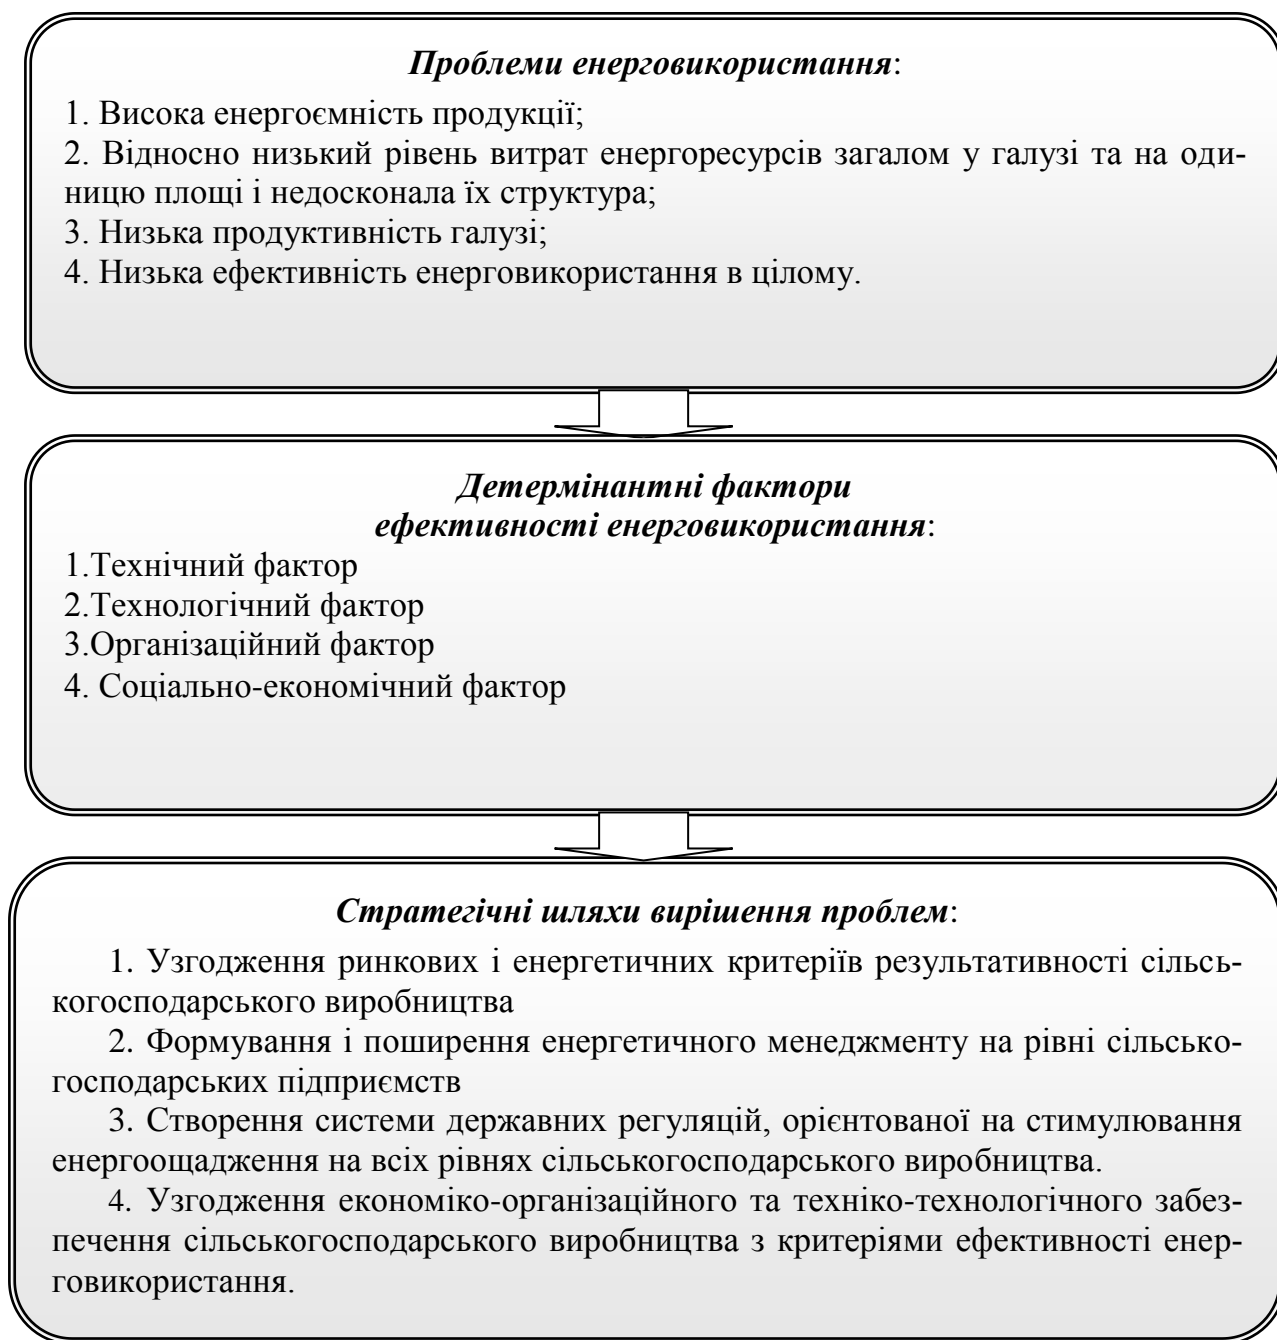 Проблеми енерговикористання:
1. Висока енергоємність продукції;
2. Відносно низький рівень витрат енергоресурсів загалом у галузі та на оди-
ницю площі і недосконала їх структура;
3. Низька продуктивність галузі;
4. Низька ефективність енерговикористання в цілому.
Детермінантні фактори
ефективності енерговикористання:
1.Технічний фактор
2.Технологічний фактор
3.Організаційний фактор
4. Соціально-економічний фактор
Стратегічні шляхи вирішення проблем:
1. Узгодження ринкових і енергетичних критеріїв результативності сільсь-
когосподарського виробництва
2. Формування і поширення енергетичного менеджменту на рівні сільсько-
господарських підприємств
3. Створення системи державних регуляцій, орієнтованої на стимулювання
енергоощадження на всіх рівнях сільськогосподарського виробництва.
4. Узгодження економіко-організаційного та техніко-технологічного забез-
печення сільськогосподарського виробництва з критеріями ефективності енер-
говикористання.